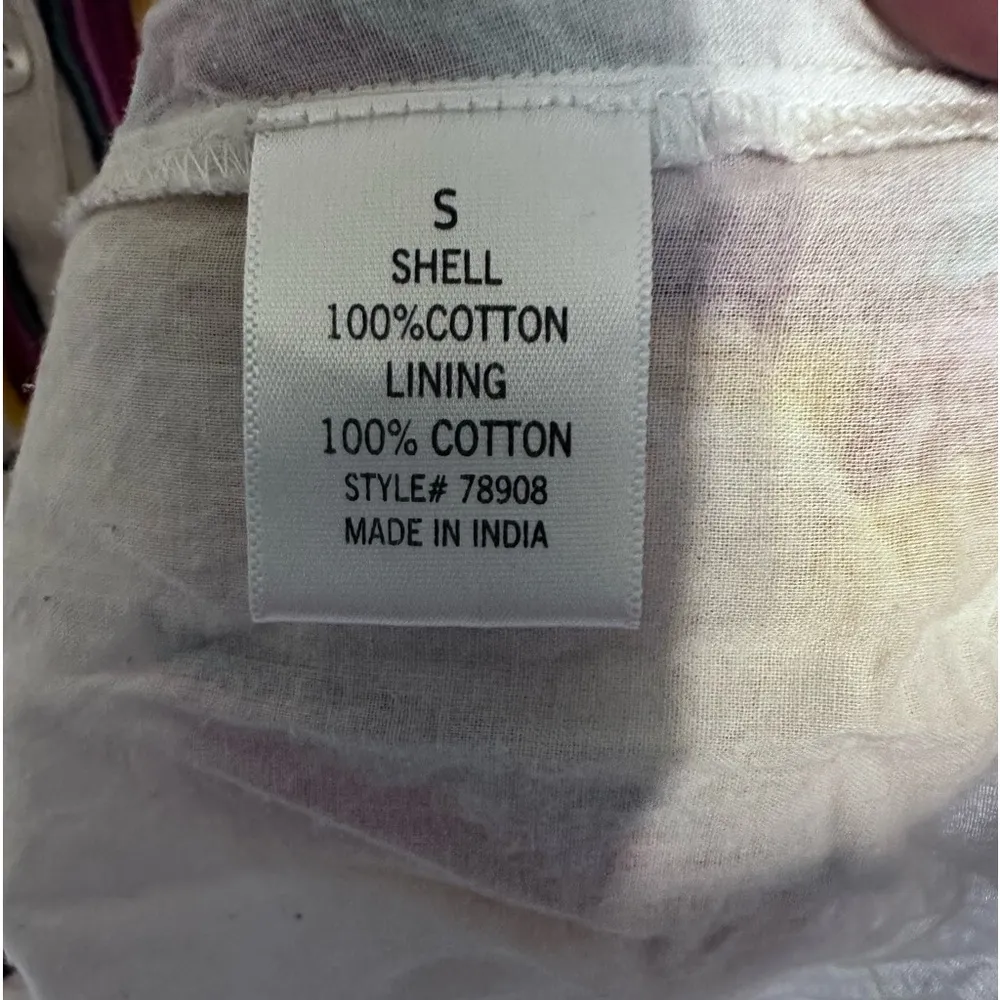 S
SHELL
100%COTTON
LINING
100% COTTON
STYLE# 78908
MADE IN INDIA